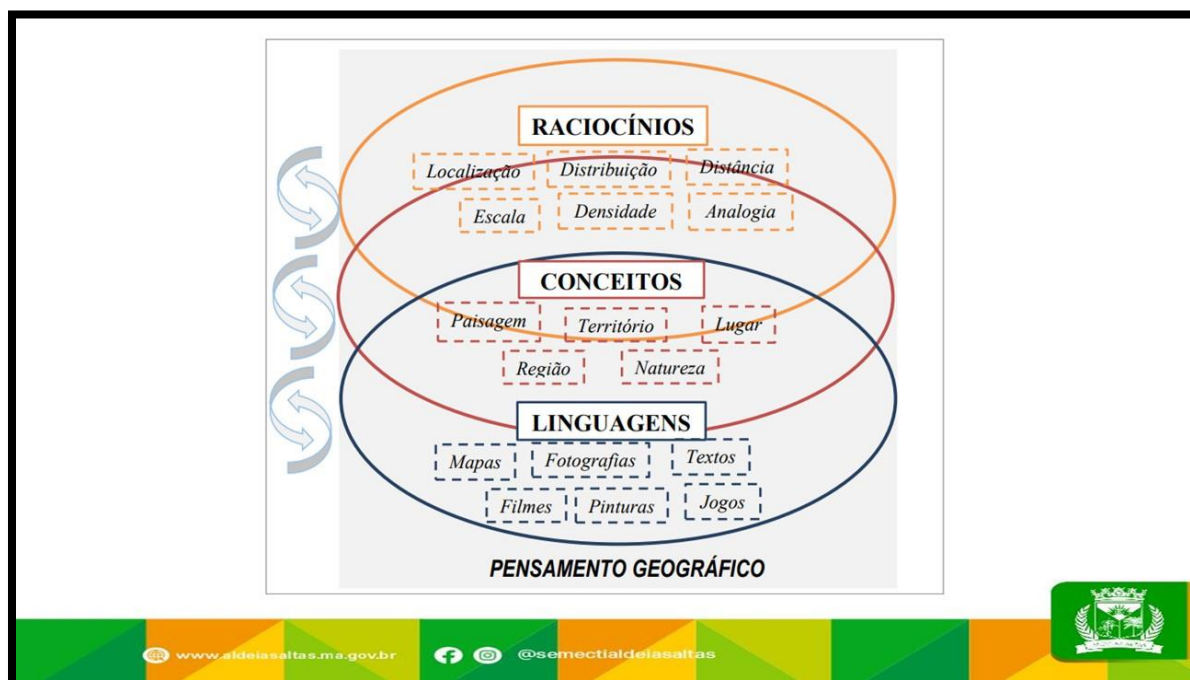 RACIOCÍNIOS
Localização Distribuição Distância
Escala Densidade Analogia
CONCEITOS
Paisagem Território Lugar
Região Natureza
LINGUAGENS
Mapas Fotografias Textos
Filmes Pinturas Jogos
PENSAMENTO GEOGRÁFICO
www.aldeiasaltas.ma.gov.br @semectialdeiasaltas